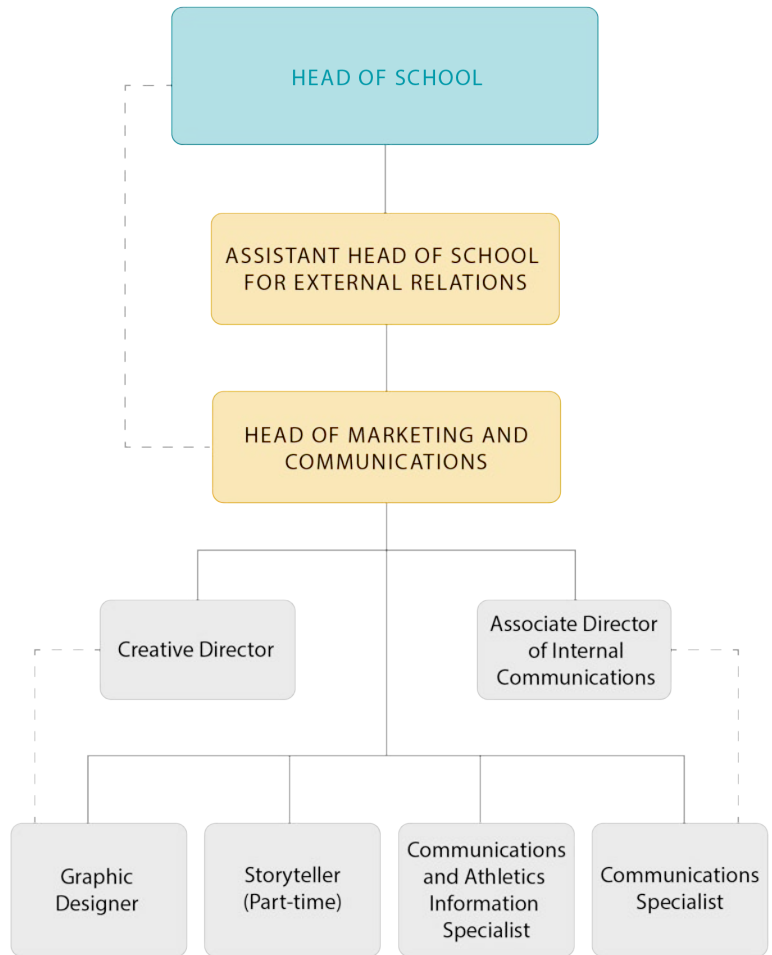 HEAD OF SCHOOL
ASSISTANT HEAD OF SCHOOL
FOR EXTERNAL RELATIONS
HEAD OF MARKETING AND
COMMUNICATIONS
Creative Director
Associate Director
of Internal
Communications
Graphic
Designer
Storyteller
(Part-time)
Communications
and Athletics
Information
Specialist
Communications
Specialist